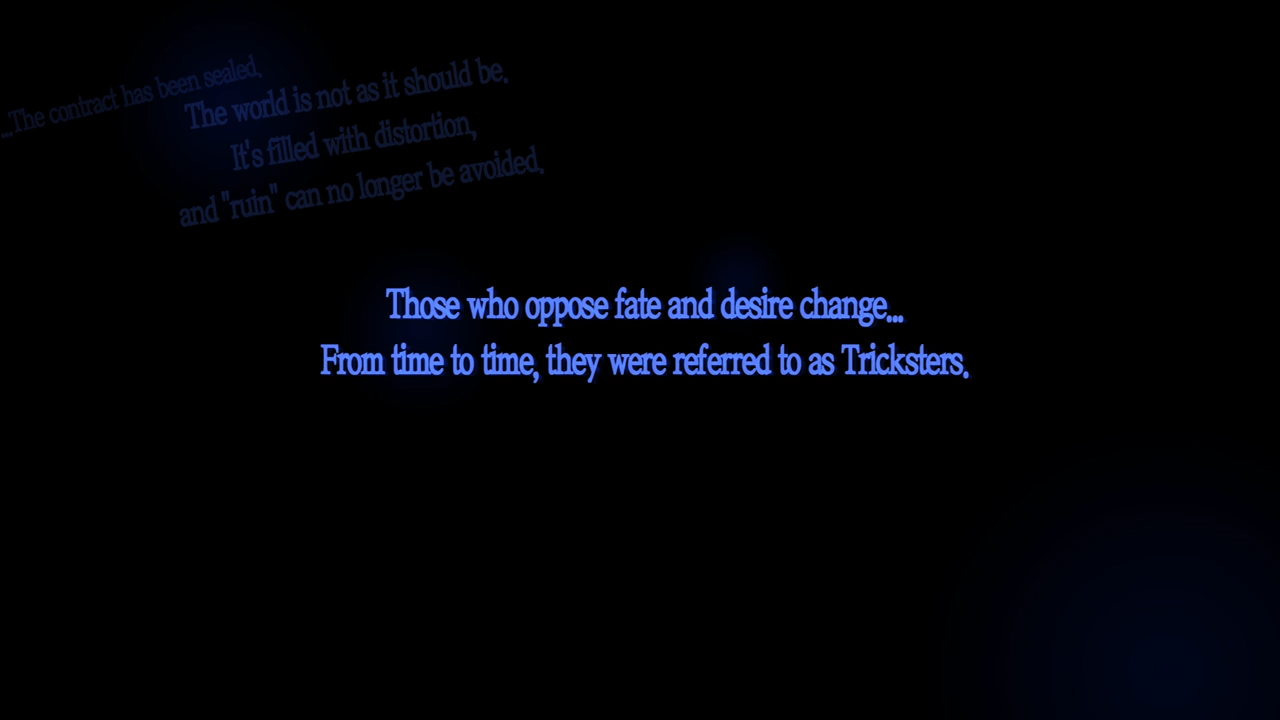 ...The contract has been sealed,
The world is not as it should be.
It's filled with distortion,
and "ruin" can no longer be avoided.
Those who oppose fate and desire change...
From time to time, they were referred to as Tricksters.